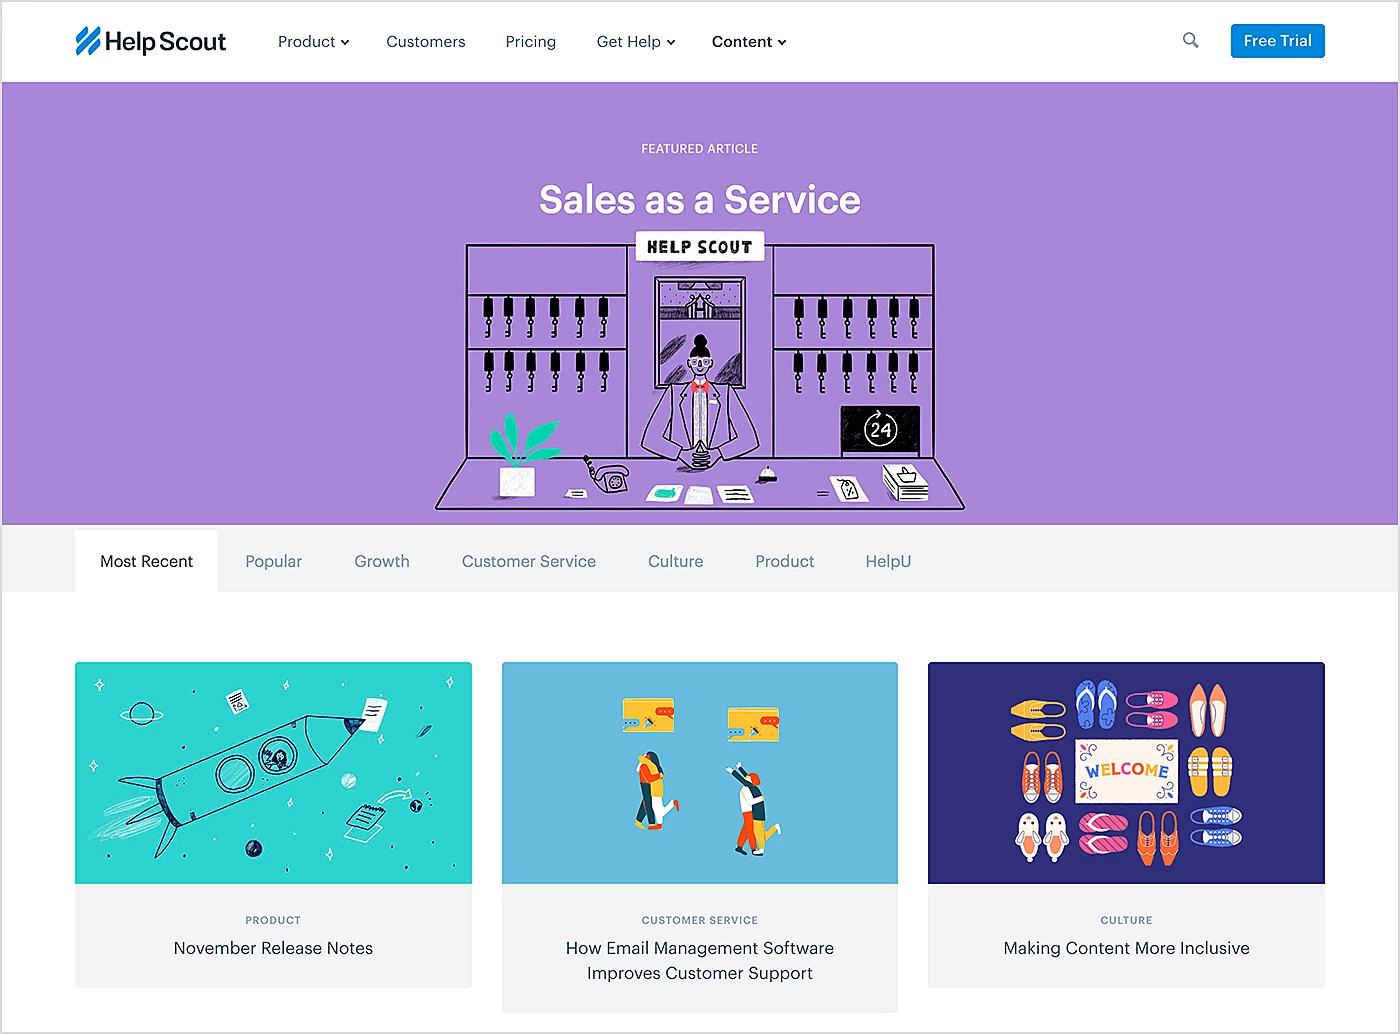 Help Scout
Product
Customers
Pricing
Get Help
Content
Free Trial
FEATURED ARTICLE
Sales as a Service
HELP SCOUT
24
Most Recent
Popular
Growth
Customer Service
Culture
Product
HelpU
WELCOME
PRODUCT
November Release Notes
CUSTOMER SERVICE
How Email Management Software
Improves Customer Support
CULTURE
Making Content More Inclusive